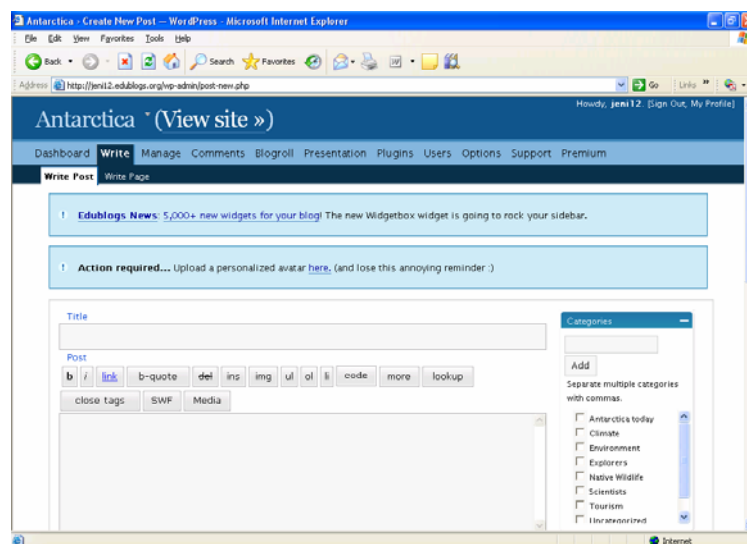 Antarctica › Create New Post — WordPress - Microsoft Internet Explorer
File Edit View Favorites Tools Help
Back Search Favorites
Address http://jeni12.edublogs.org/wp-admin/post-new.php Go Links »
Howdy, jeni12. [Sign Out, My Profile]
Antarctica (View site »)
Dashboard Write Manage Comments Blogroll Presentation Plugins Users Options Support Premium
Write Post Write Page
! Edublogs News: 5,000+ new widgets for your blog! The new Widgetbox widget is going to rock your sidebar.
! Action required... Upload a personalized avatar here. (and lose this annoying reminder :)
Title
Categories
Post
b i link b-quote del ins img ul ol li code more lookup
close tags SWF Media
Add
Separate multiple categories
with commas.
Antarctica today
Climate
Environment
Explorers
Native Wildlife
Scientists
Tourism
Uncategorized
Internet